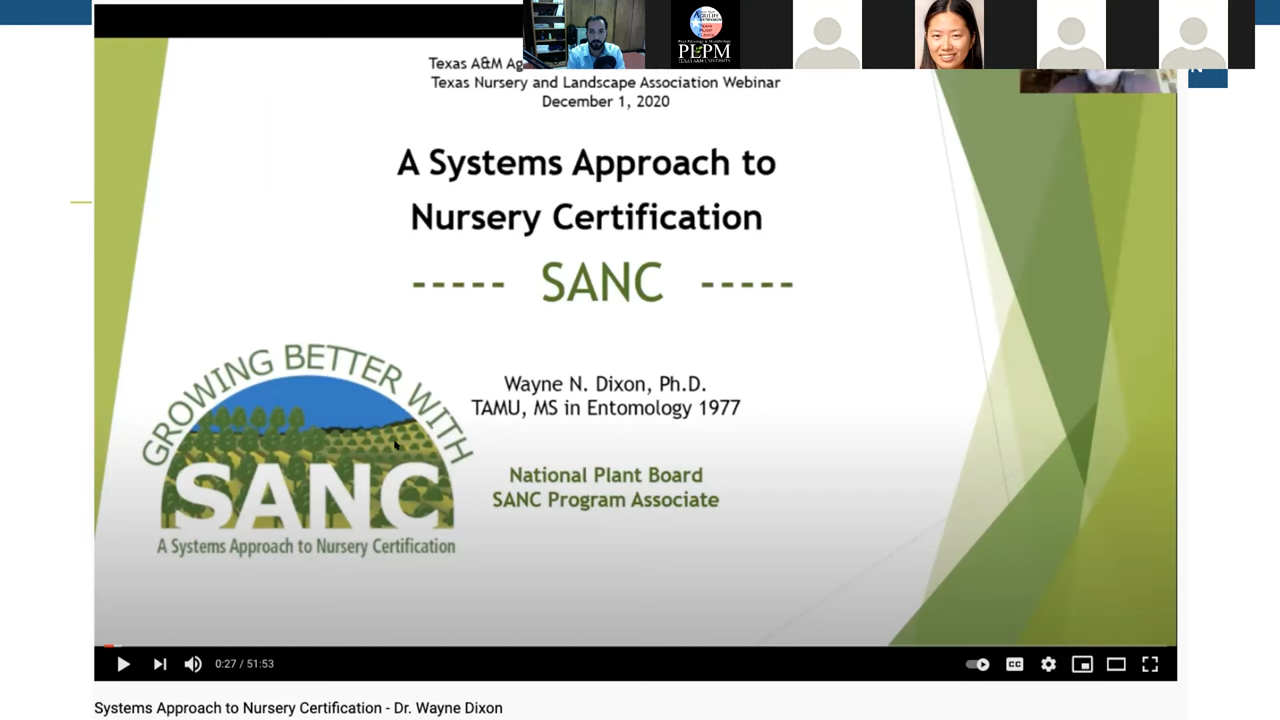 Texas A&M Ag
Texas Nursery and Landscape Association Webinar
December 1, 2020
A Systems Approach to
Nursery Certification
----- SANC -----
GROWING BETTER WITH
SANC
A Systems Approach to Nursery Certification
Wayne N. Dixon, Ph.D.
TAMU, MS in Entomology 1977
National Plant Board
SANC Program Associate
PLPM
CC
0:27 / 51:53
Systems Approach to Nursery Certification - Dr. Wayne Dixon